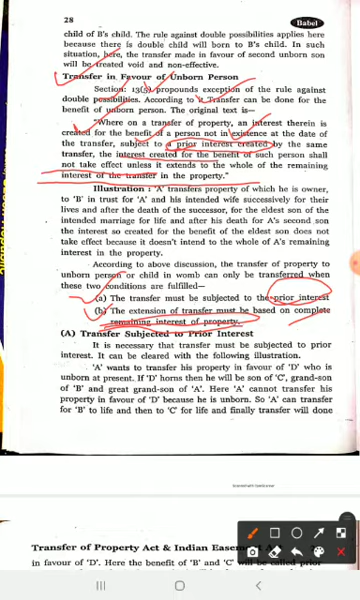 28
Babel
child of B's child. The rule against double possibilities applies here
because there is double child will born to B's child. In such
situation, here, the transfer made in favour of second unborn son
will be treated void and non-effective.
Transfer in Favour of Unborn Person
Section: 13(s) propounds exception of the rule against
double possibilities. According to it Transfer can be done for the
benefit of unborn person. The original text is—
"Where on a transfer of property, an interest therein is
created for the benefit of a person not in existence at the date of
the transfer, subject to a prior interest created by the same
transfer, the interest created for the benefit of such person shall
not take effect unless it extends to the whole of the remaining
interest of the transfer in the property."
Illustration : 'A' transfers property of which he is owner,
to 'B' in trust for 'A' and his intended wife successively for their
lives and after the death of the successor, for the eldest son of the
intended marriage for life and after his death for A's second son
the interest so created for the benefit of the eldest son does not
take effect because it doesn't intend to the whole of A's remaining
interest in the property.
According to above discussion, the transfer of property to
unborn person or child in womb can only be transferred when
these two conditions are fulfilled—
(a) The transfer must be subjected to the prior interest
(b) The extension of transfer must be based on complete
remaining interest of property.
(A) Transfer Subjected to Prior Interest
It is necessary that transfer must be subjected to prior
interest. It can be cleared with the following illustration.
'A' wants to transfer his property in favour of 'D' who is
unborn at present. If 'D' horns then he will be son of 'C', grand-son
of 'B' and great grand-son of 'A'. Here 'A' cannot transfer his
property in favour of 'D' because he is unborn. So 'A' can transfer
for 'B' to life and then to 'C' for life and finally transfer will done
Transfer of Property Act & Indian Easement
in favour of 'D'. Here the benefit of 'B' and 'C' will be called prior